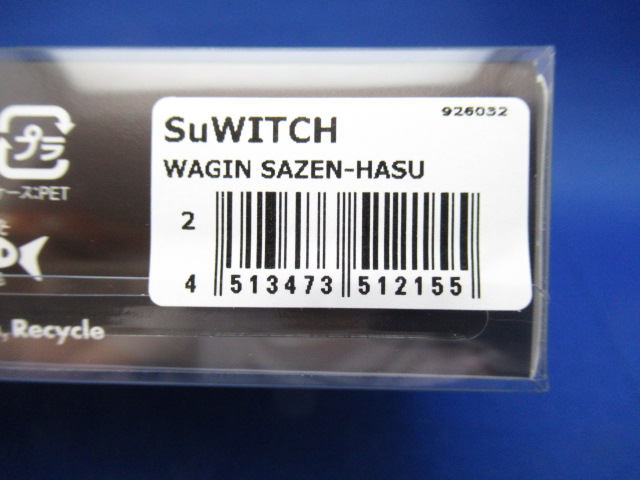 926032
SuWITCH
WAGIN SAZEN-HASU
2
4 513473 512155
プラ
ケース:PET
, Recycle